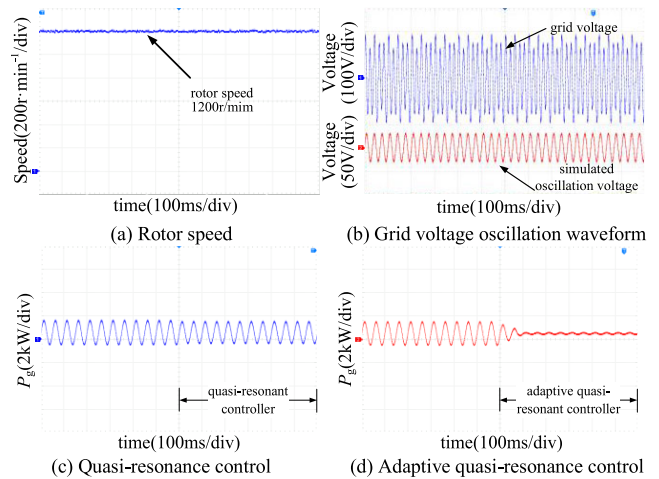 Speed(200r·min⁻¹/div)
rotor speed
1200r/mim
time(100ms/div)
(a) Rotor speed
Voltage
(100V/div)
Voltage
(50V/div)
grid voltage
simulated
oscillation voltage
time(100ms/div)
(b) Grid voltage oscillation waveform
Pg(2kW/div)
quasi-resonant
controller
time(100ms/div)
(c) Quasi-resonance control
Pg(2kW/div)
adaptive quasi-
resonant controller
time(100ms/div)
(d) Adaptive quasi-resonance control